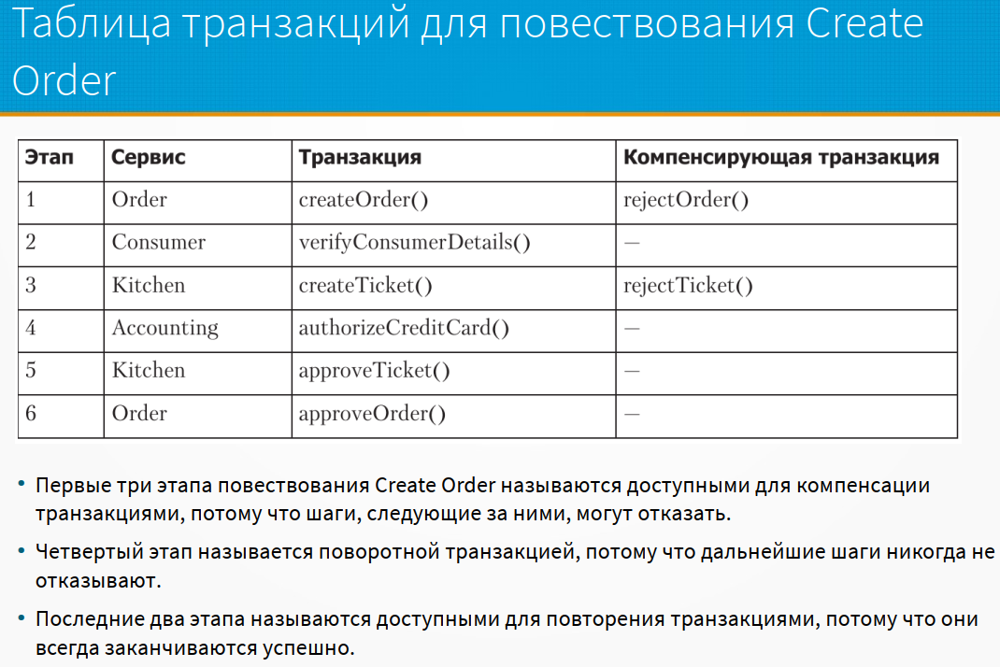 Таблица транзакций для повествования Create
Order
Этап Сервис Транзакция Компенсирующая транзакция
1 Order createOrder() rejectOrder()
2 Consumer verifyConsumerDetails() —
3 Kitchen createTicket() rejectTicket()
4 Accounting authorizeCreditCard() —
5 Kitchen approveTicket() —
6 Order approveOrder() —
• Первые три этапа повествования Create Order называются доступными для компенсации
транзакциями, потому что шаги, следующие за ними, могут отказать.
• Четвертый этап называется поворотной транзакцией, потому что дальнейшие шаги никогда не
отказывают.
• Последние два этапа называются доступными для повторения транзакциями, потому что они
всегда заканчиваются успешно.